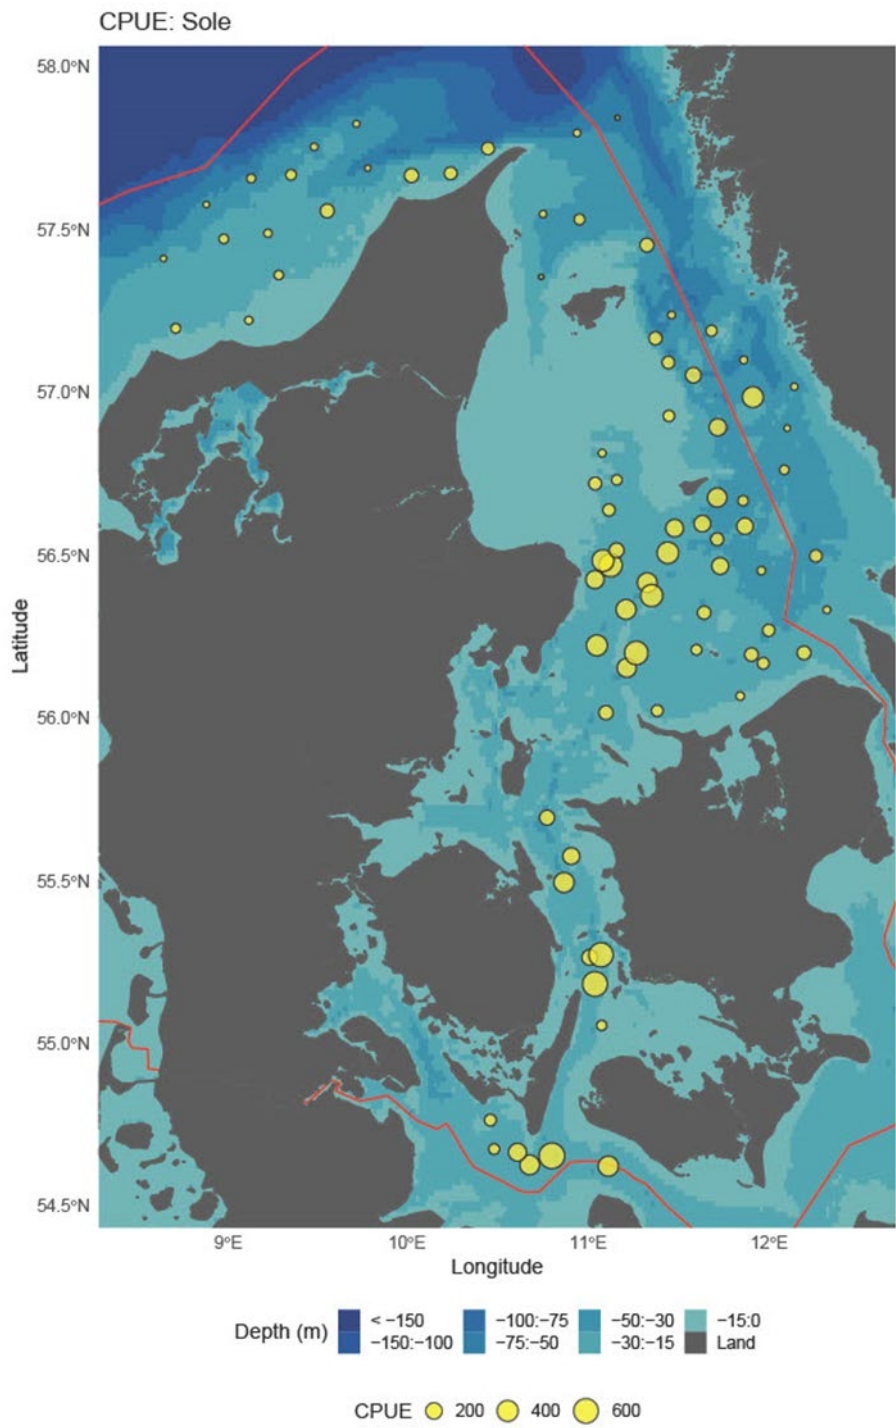 CPUE: Sole
58.0°N
57.5°N
57.0°N
56.5°N
56.0°N
55.5°N
55.0°N
54.5°N
Latitude
9°E 10°E 11°E 12°E
Longitude
Depth (m) < −150 −100:−75 −50:−30 −15:0
−150:−100 −75:−50 −30:−15 Land
CPUE 200 400 600